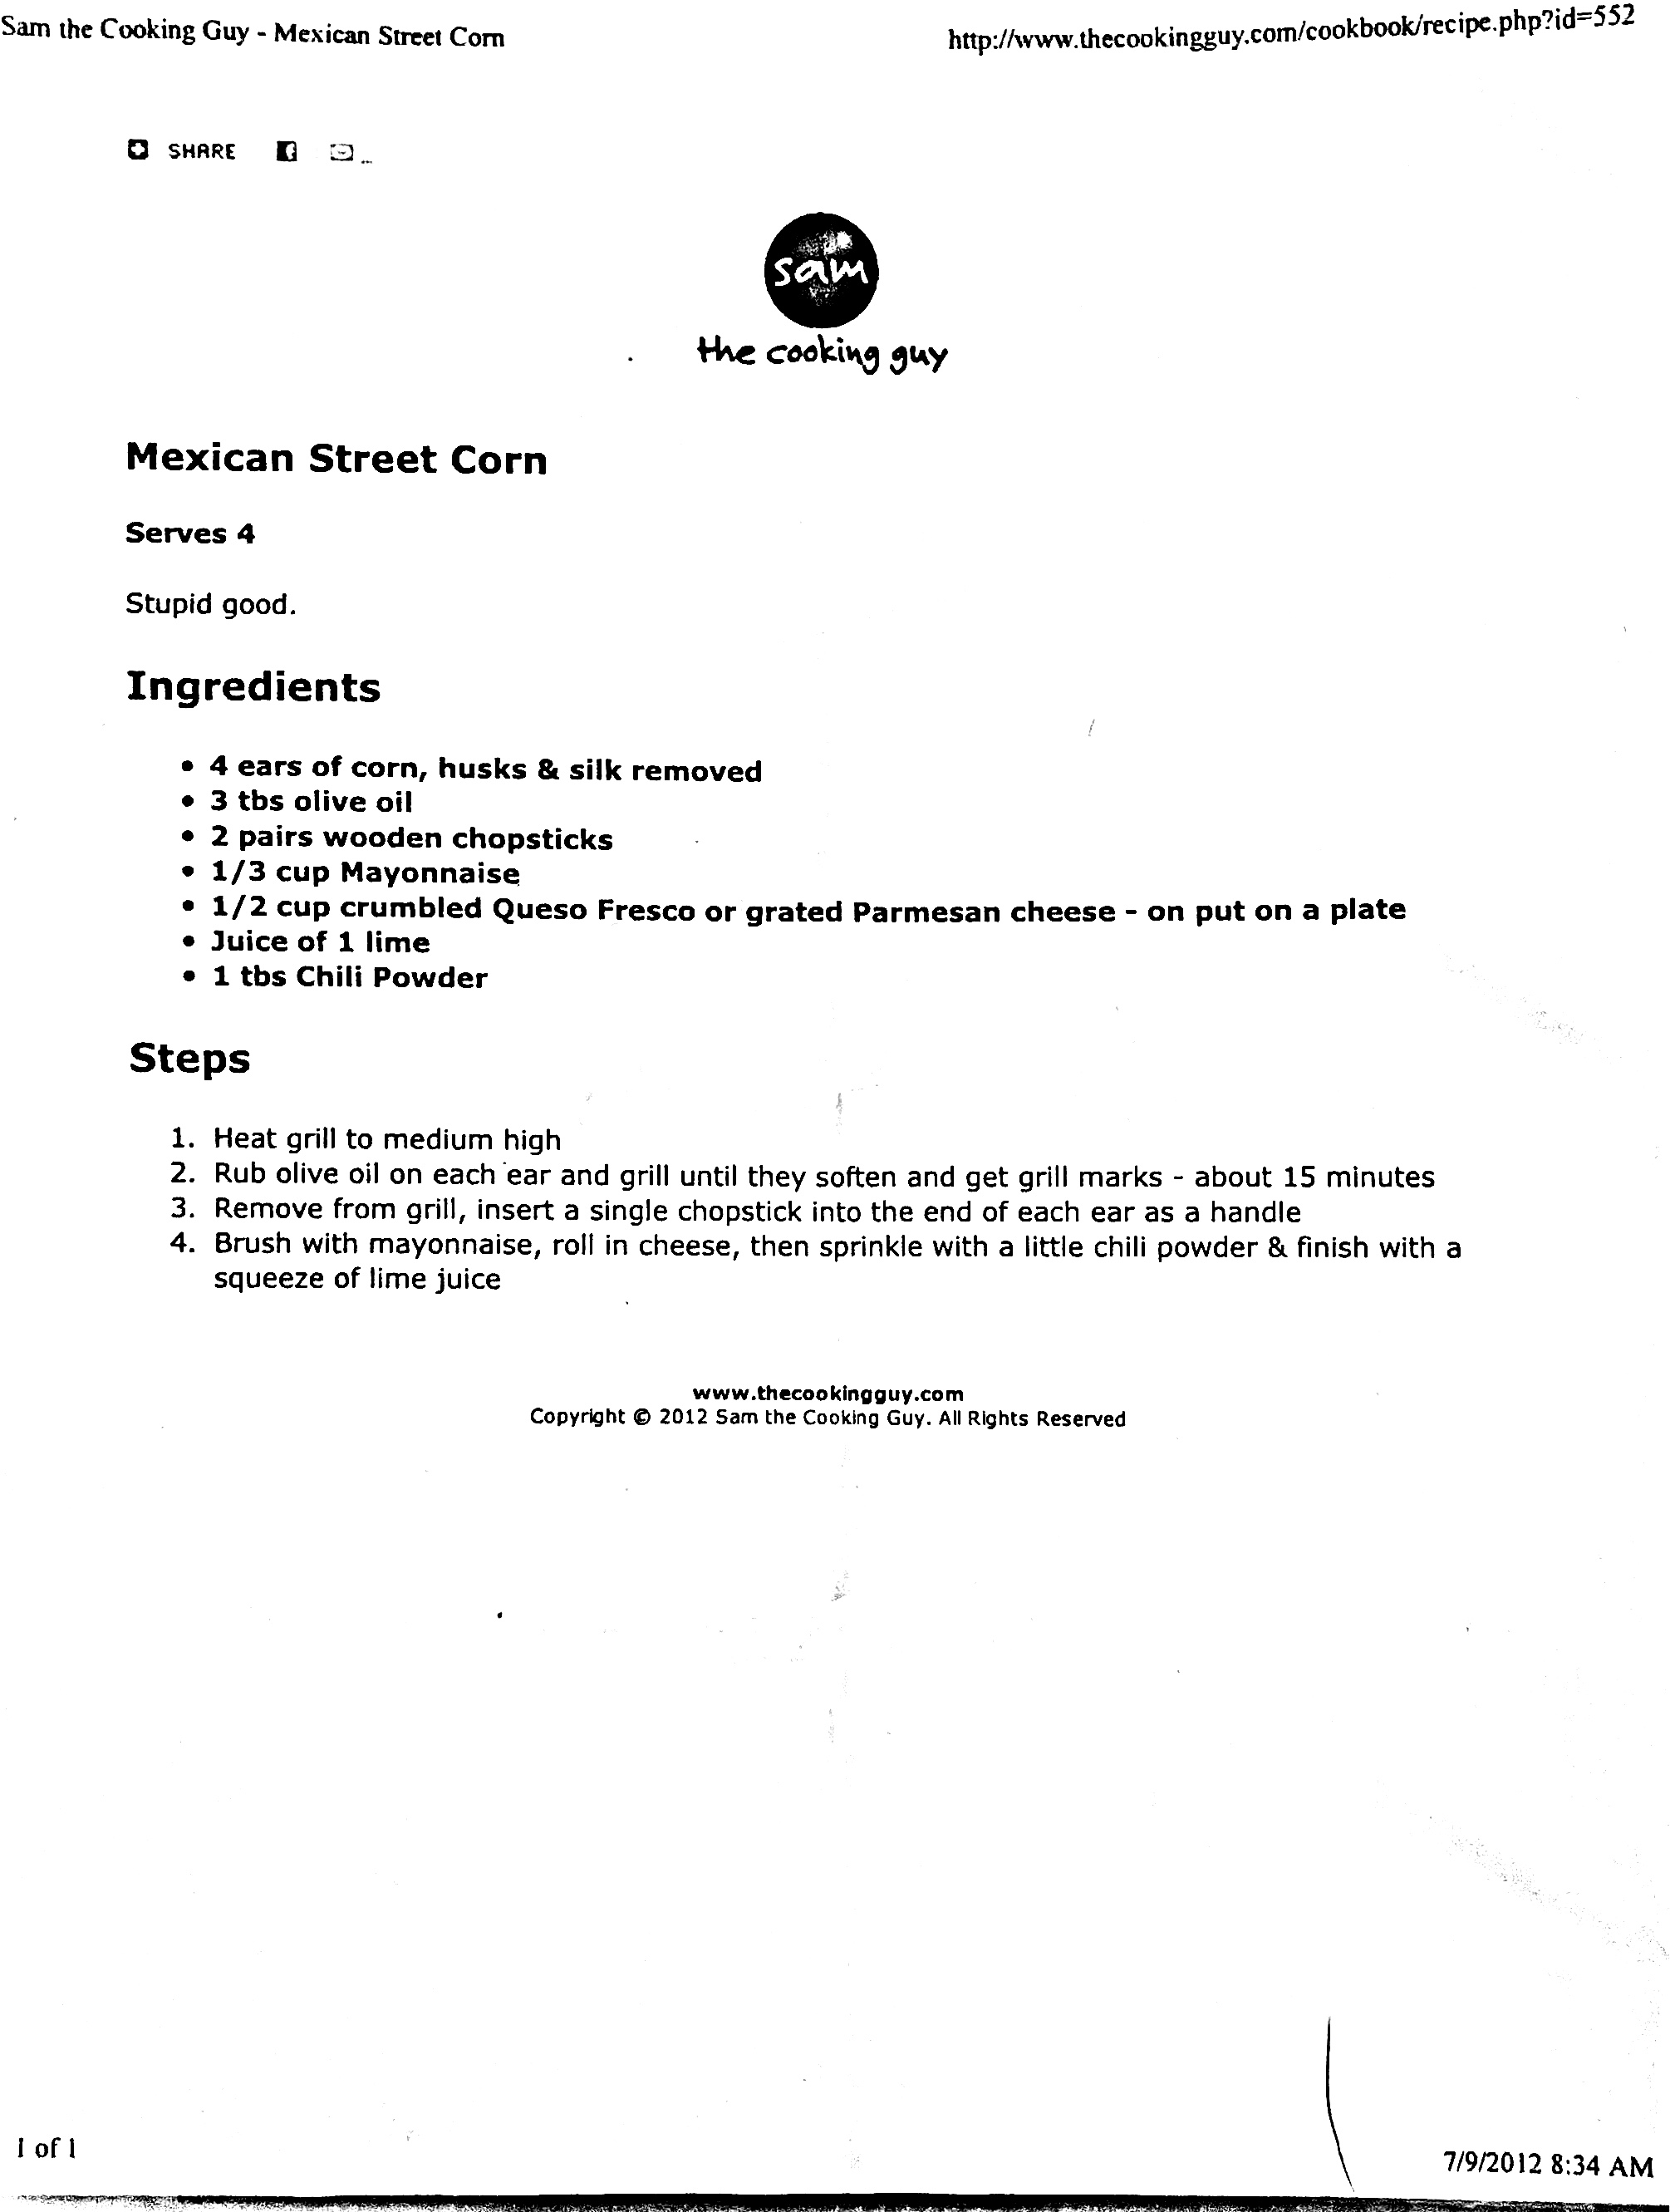 Sam the Cooking Guy - Mexican Street Corn
http://www.thecookingguy.com/cookbook/recipe.php?id=552
SHARE
sam
the cooking guy
Mexican Street Corn
Serves 4
Stupid good.
Ingredients
• 4 ears of corn, husks & silk removed
• 3 tbs olive oil
• 2 pairs wooden chopsticks
• 1/3 cup Mayonnaise
• 1/2 cup crumbled Queso Fresco or grated Parmesan cheese - on put on a plate
• Juice of 1 lime
• 1 tbs Chili Powder
Steps
1. Heat grill to medium high
2. Rub olive oil on each ear and grill until they soften and get grill marks - about 15 minutes
3. Remove from grill, insert a single chopstick into the end of each ear as a handle
4. Brush with mayonnaise, roll in cheese, then sprinkle with a little chili powder & finish with a
squeeze of lime juice
www.thecookingguy.com
Copyright © 2012 Sam the Cooking Guy. All Rights Reserved
1 of 1
7/9/2012 8:34 AM